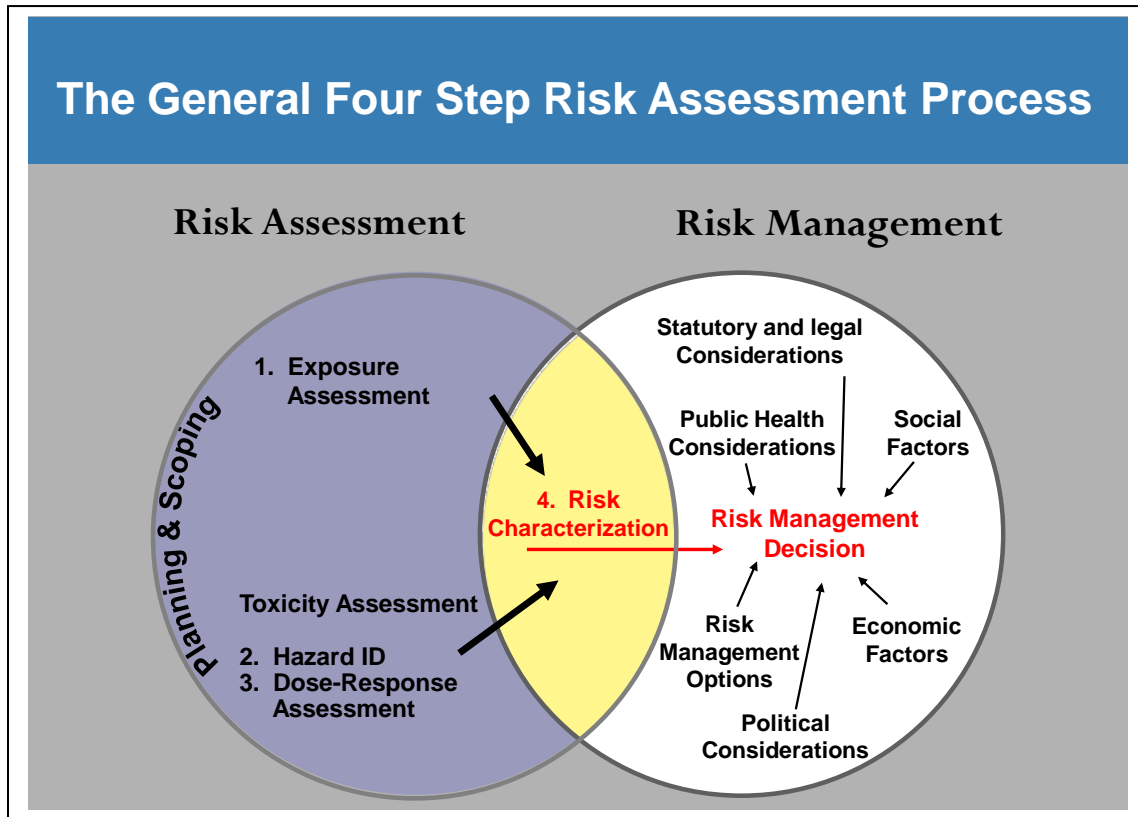 The General Four Step Risk Assessment Process
Risk Assessment
Risk Management
Planning & Scoping
1. Exposure
Assessment
Toxicity Assessment
2. Hazard ID
3. Dose-Response
Assessment
4. Risk
Characterization
Statutory and legal
Considerations
Public Health
Considerations
Social
Factors
Risk Management
Decision
Risk
Management
Options
Economic
Factors
Political
Considerations